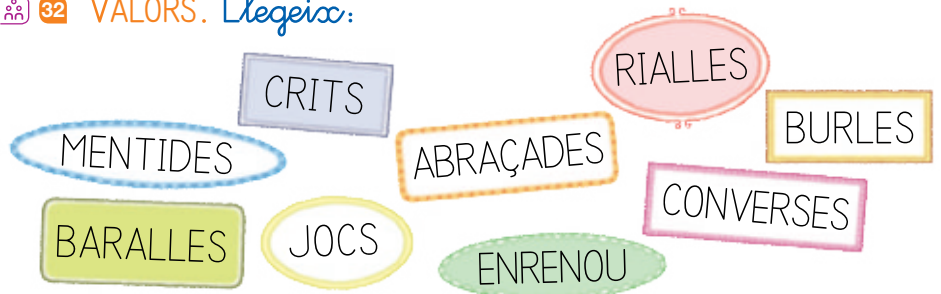 32 VALORS. Llegeix:
CRITS
RIALLES
MENTIDES
ABRAÇADES
BURLES
BARALLES
JOCS
ENRENOU
CONVERSES